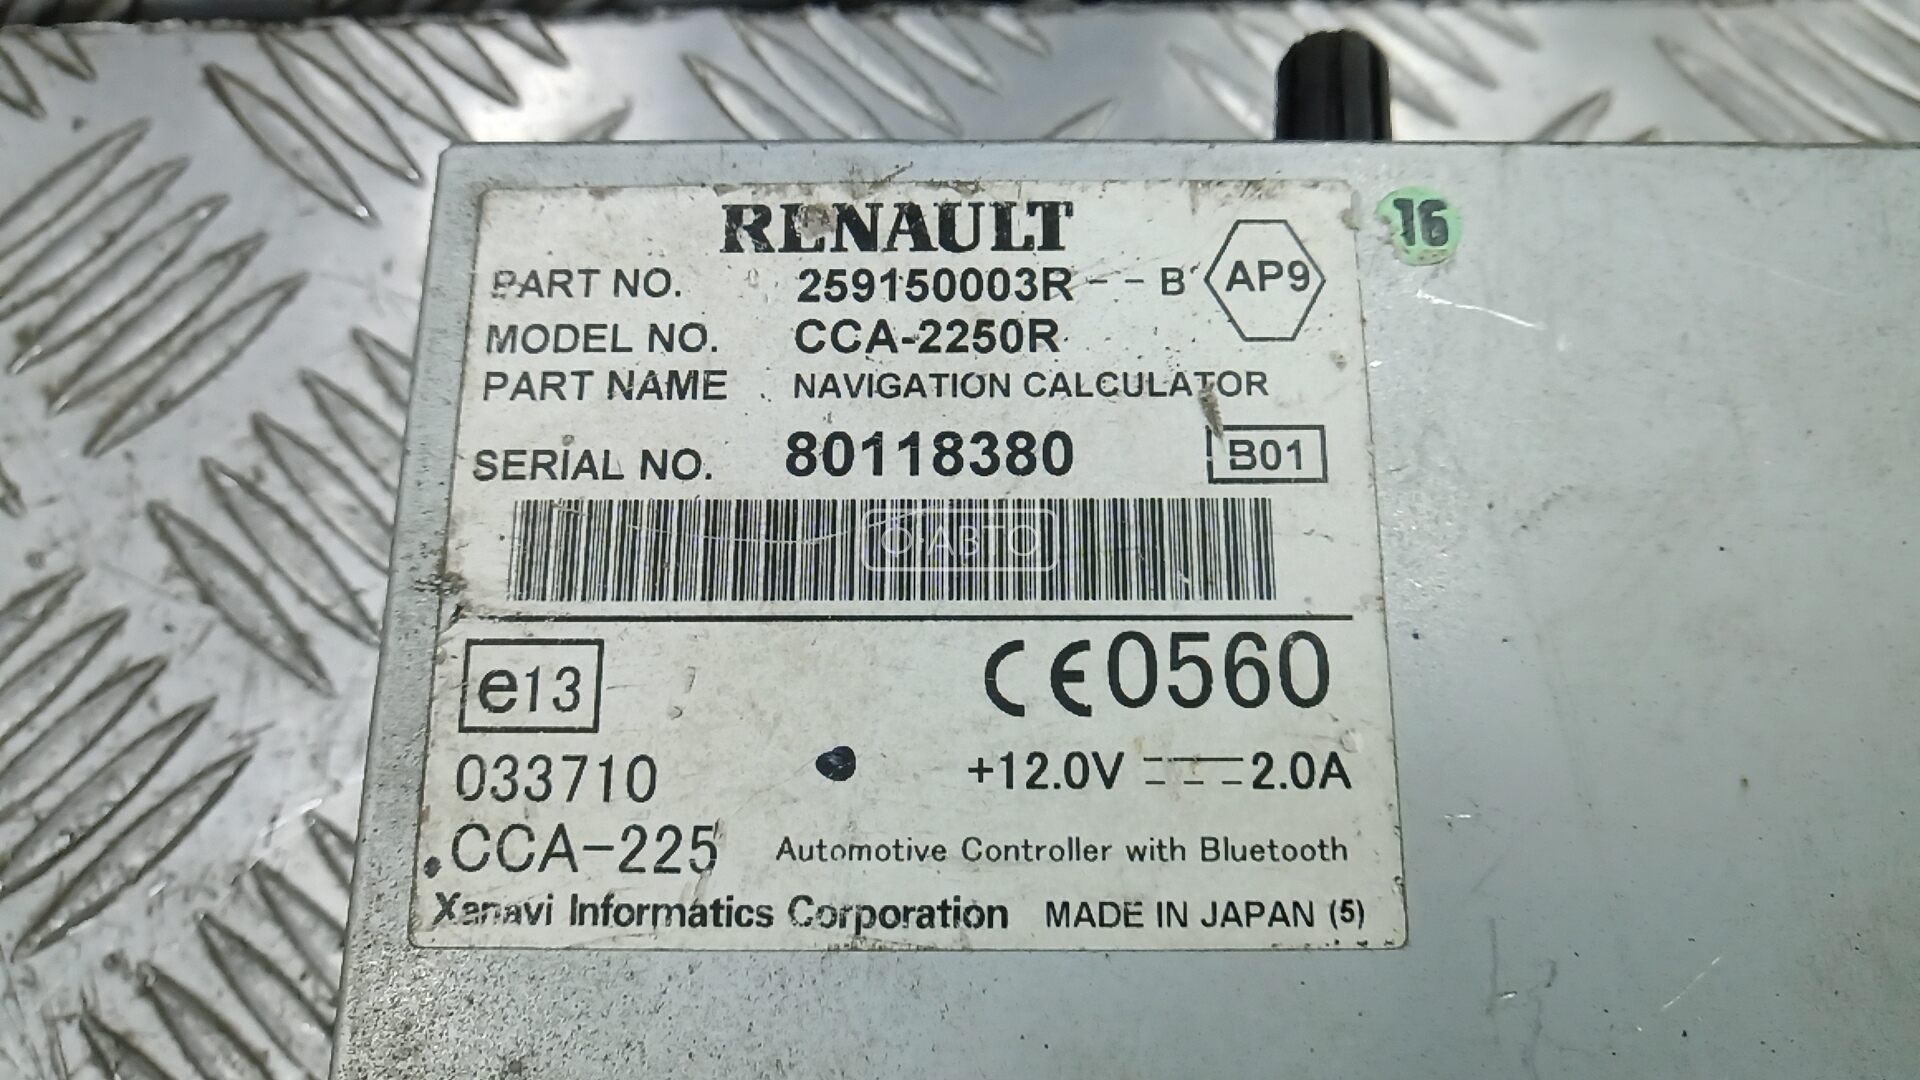 RENAULT
16
PART NO. 259150003R - - B AP9
MODEL NO. CCA-2250R
PART NAME NAVIGATION CALCULATOR
SERIAL NO. 80118380 B01
О АВТО
e13 CE0560
033710 +12.0V 2.0A
CCA-225 Automotive Controller with Bluetooth
Xanavi Informatics Corporation MADE IN JAPAN (5)